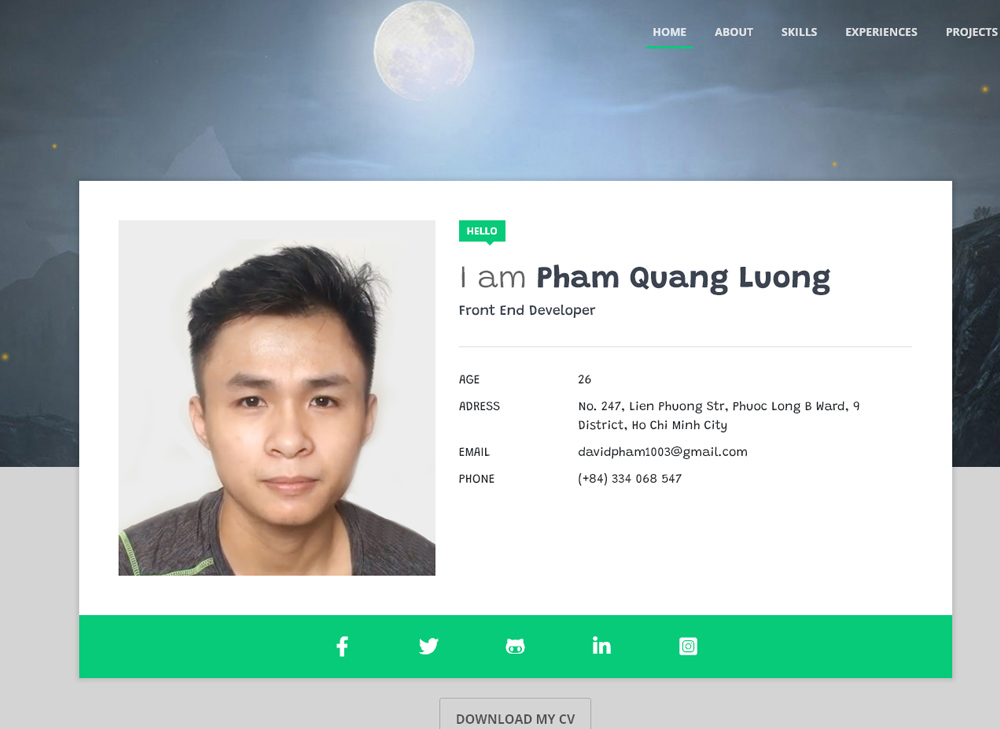 HOME ABOUT SKILLS EXPERIENCES PROJECTS
HELLO
I am Pham Quang Luong
Front End Developer
AGE 26
ADRESS No. 247, Lien Phuong Str, Phuoc Long B Ward, 9
District, Ho Chi Minh City
EMAIL davidpham1003@gmail.com
PHONE (+84) 334 068 547
DOWNLOAD MY CV